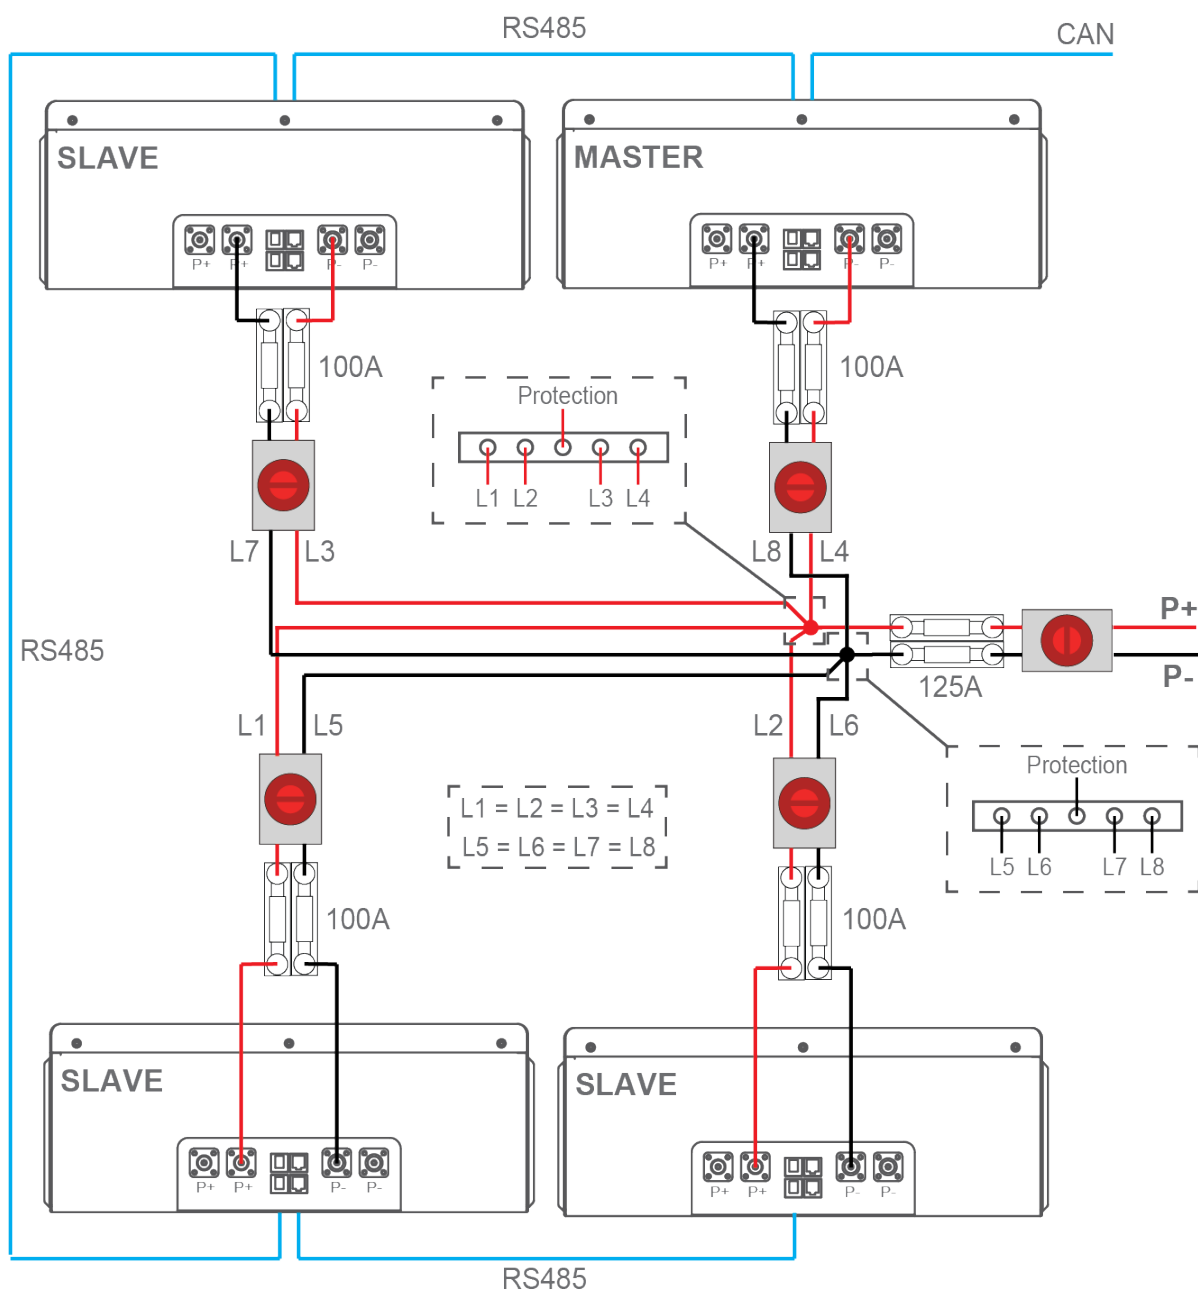 RS485
CAN
SLAVE
MASTER
P+ P+ P- P-
P+ P+ P- P-
100A
100A
Protection
L1 L2 L3 L4
L7 L3
L8 L4
P+
RS485
P-
125A
L1 L5
L2 L6
Protection
L5 L6 L7 L8
L1 = L2 = L3 = L4
L5 = L6 = L7 = L8
100A
100A
SLAVE
SLAVE
P+ P+ P- P-
P+ P+ P- P-
RS485